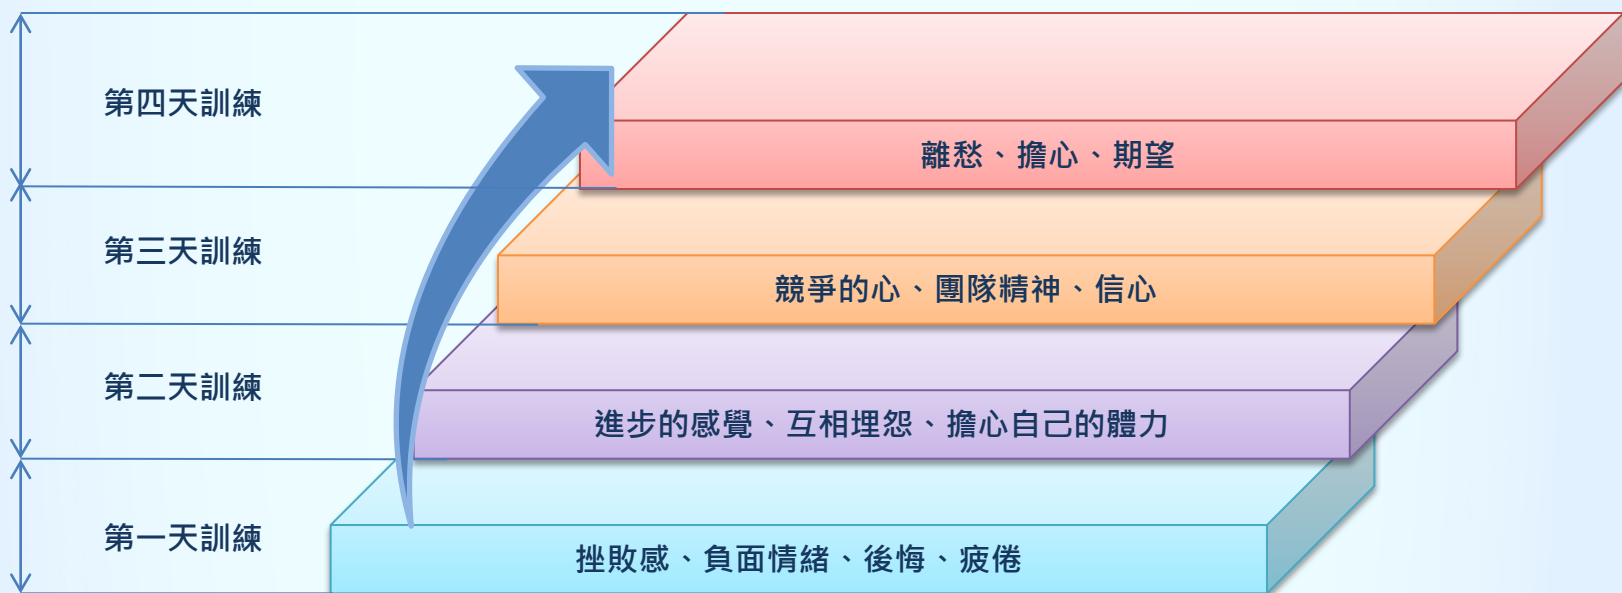 第四天訓練
離愁、擔心、期望
第三天訓練
競爭的心、團隊精神、信心
第二天訓練
進步的感覺、互相埋怨、擔心自己的體力
第一天訓練
挫敗感、負面情緒、後悔、疲倦